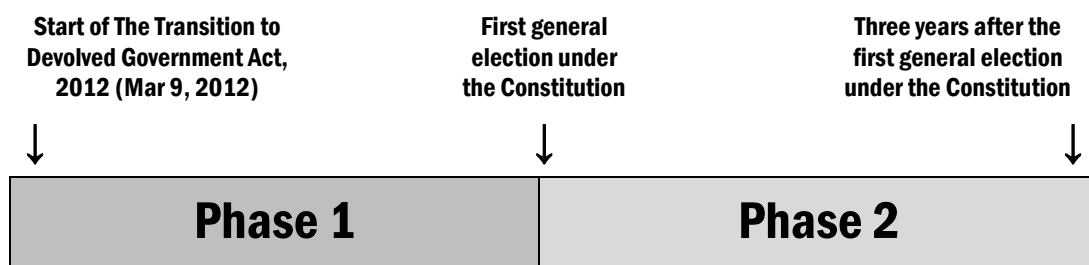 Start of The Transition to
Devolved Government Act,
2012 (Mar 9, 2012)
First general
election under
the Constitution
Three years after the
first general election
under the Constitution
Phase 1
Phase 2